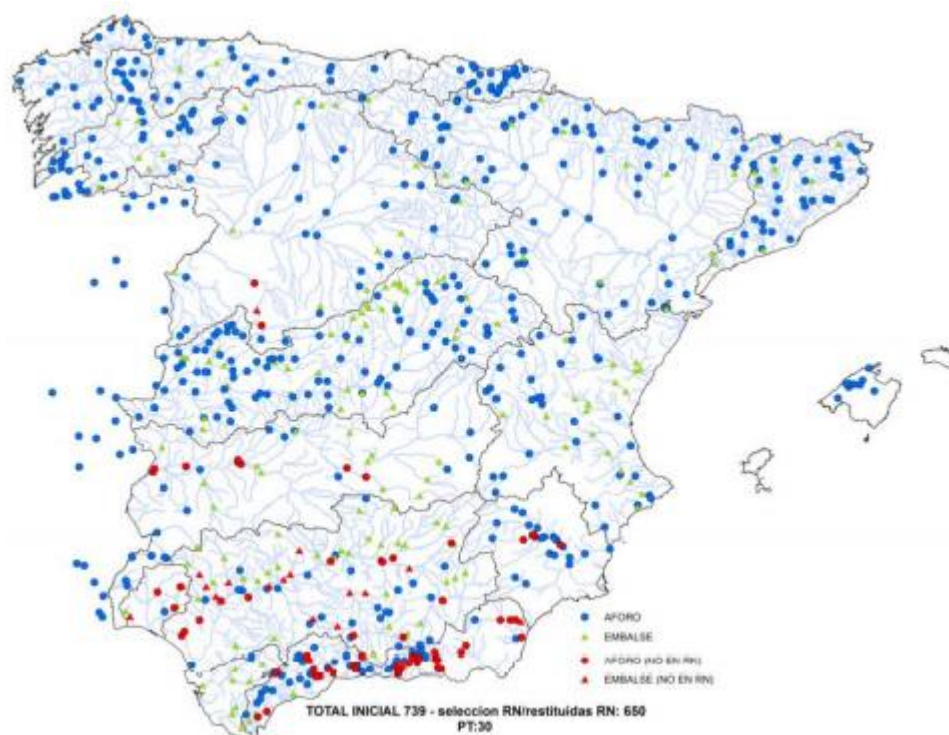 AFORO
EMBALSE
AFORO (NO EN RN)
EMBALSE (NO EN RN)
TOTAL INICIAL 739 - seleccion RN/restituidas RN: 650
PT:30